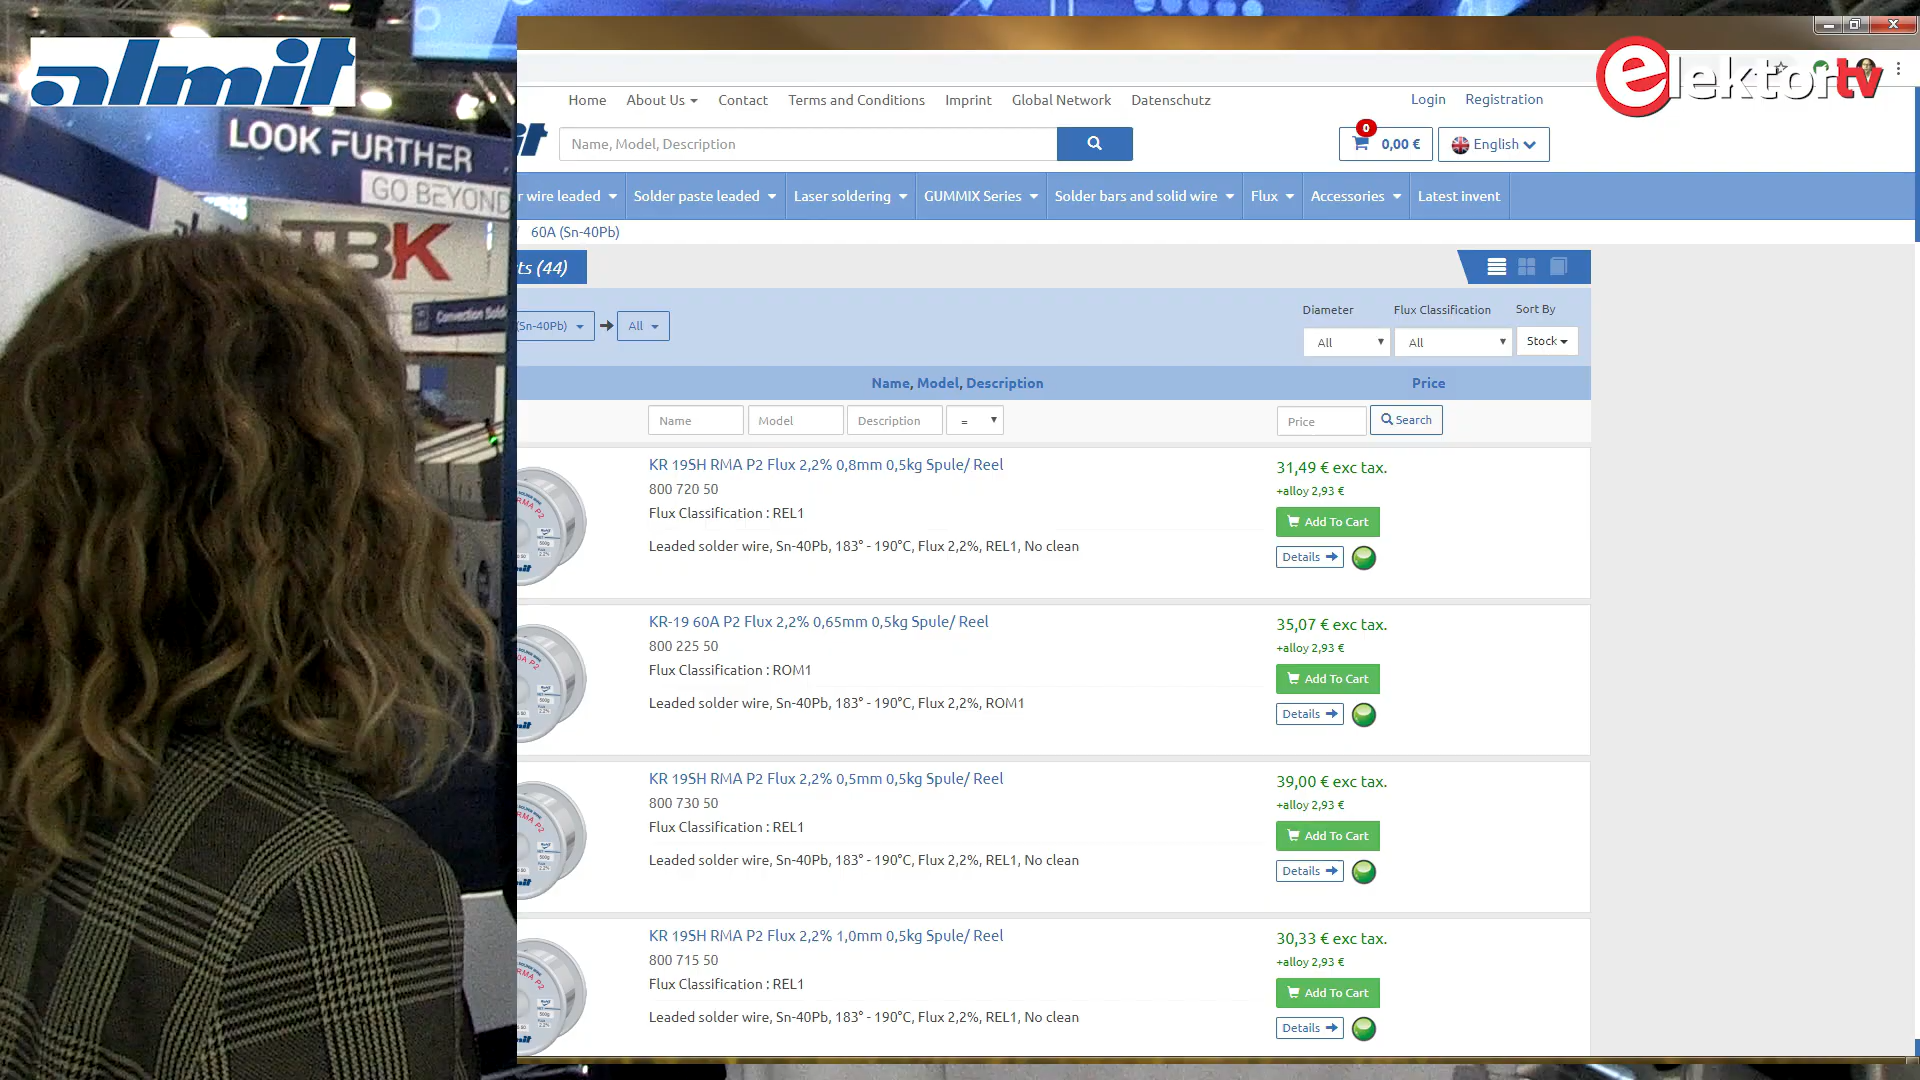 almit
LOOK FURTHER
GO BEYOND
TBK
elektortv
Home About Us Contact Terms and Conditions Imprint Global Network Datenschutz Login Registration
Name, Model, Description
0
0,00 €
English
r wire leaded Solder paste leaded Laser soldering GUMMIX Series Solder bars and solid wire Flux Accessories Latest invent
60A (Sn-40Pb)
ts (44)
(Sn-40Pb) All
Diameter Flux Classification Sort By
All All Stock
Name, Model, Description Price
Name Model Description = Price Search
KR 19SH RMA P2 Flux 2,2% 0,8mm 0,5kg Spule/ Reel
31,49 € exc tax.
800 720 50
+alloy 2,93 €
Flux Classification : REL1
Add To Cart
Leaded solder wire, Sn-40Pb, 183° - 190°C, Flux 2,2%, REL1, No clean
Details
KR-19 60A P2 Flux 2,2% 0,65mm 0,5kg Spule/ Reel
35,07 € exc tax.
800 225 50
+alloy 2,93 €
Flux Classification : ROM1
Add To Cart
Leaded solder wire, Sn-40Pb, 183° - 190°C, Flux 2,2%, ROM1
Details
KR 19SH RMA P2 Flux 2,2% 0,5mm 0,5kg Spule/ Reel
39,00 € exc tax.
800 730 50
+alloy 2,93 €
Flux Classification : REL1
Add To Cart
Leaded solder wire, Sn-40Pb, 183° - 190°C, Flux 2,2%, REL1, No clean
Details
KR 19SH RMA P2 Flux 2,2% 1,0mm 0,5kg Spule/ Reel
30,33 € exc tax.
800 715 50
+alloy 2,93 €
Flux Classification : REL1
Add To Cart
Leaded solder wire, Sn-40Pb, 183° - 190°C, Flux 2,2%, REL1, No clean
Details